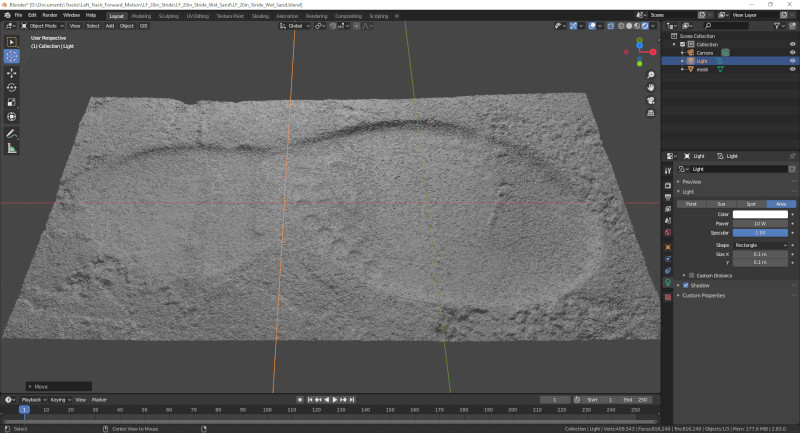 Blender* [D:\Documents\Tracks\Left_Track_Forward_Motion\LF_20in_Stride\LF_20in_Stride_Wet_Sand\LF_20in_Stride_Wet_Sand.blend]
File Edit Render Window Help Layout Modeling Sculpting UV Editing Texture Paint Shading Animation Rendering Compositing Scripting + Scene View Layer
Object Mode View Select Add Object GIS Global
User Perspective
(1) Collection | Light
Scene Collection
Collection
Camera
Light
mesh
X
Light Light
Light
Preview
Light
Point Sun Spot Area
Color
Power 10 W
Specular 1.00
Shape Rectangle
Size X 0.1 m
Y 0.1 m
Custom Distance
Shadow
Custom Properties
Move
Playback Keying View Marker 1 Start 1 End 250
1 10 20 30 40 50 60 70 80 90 100 110 120 130 140 150 160 170 180 190 200 210 220 230 240 250
Select Center View to Mouse Collection | Light | Verts:409,543 | Faces:816,240 | Tris:816,240 | Objects:1/3 | Mem: 177.6 MiB | 2.83.0